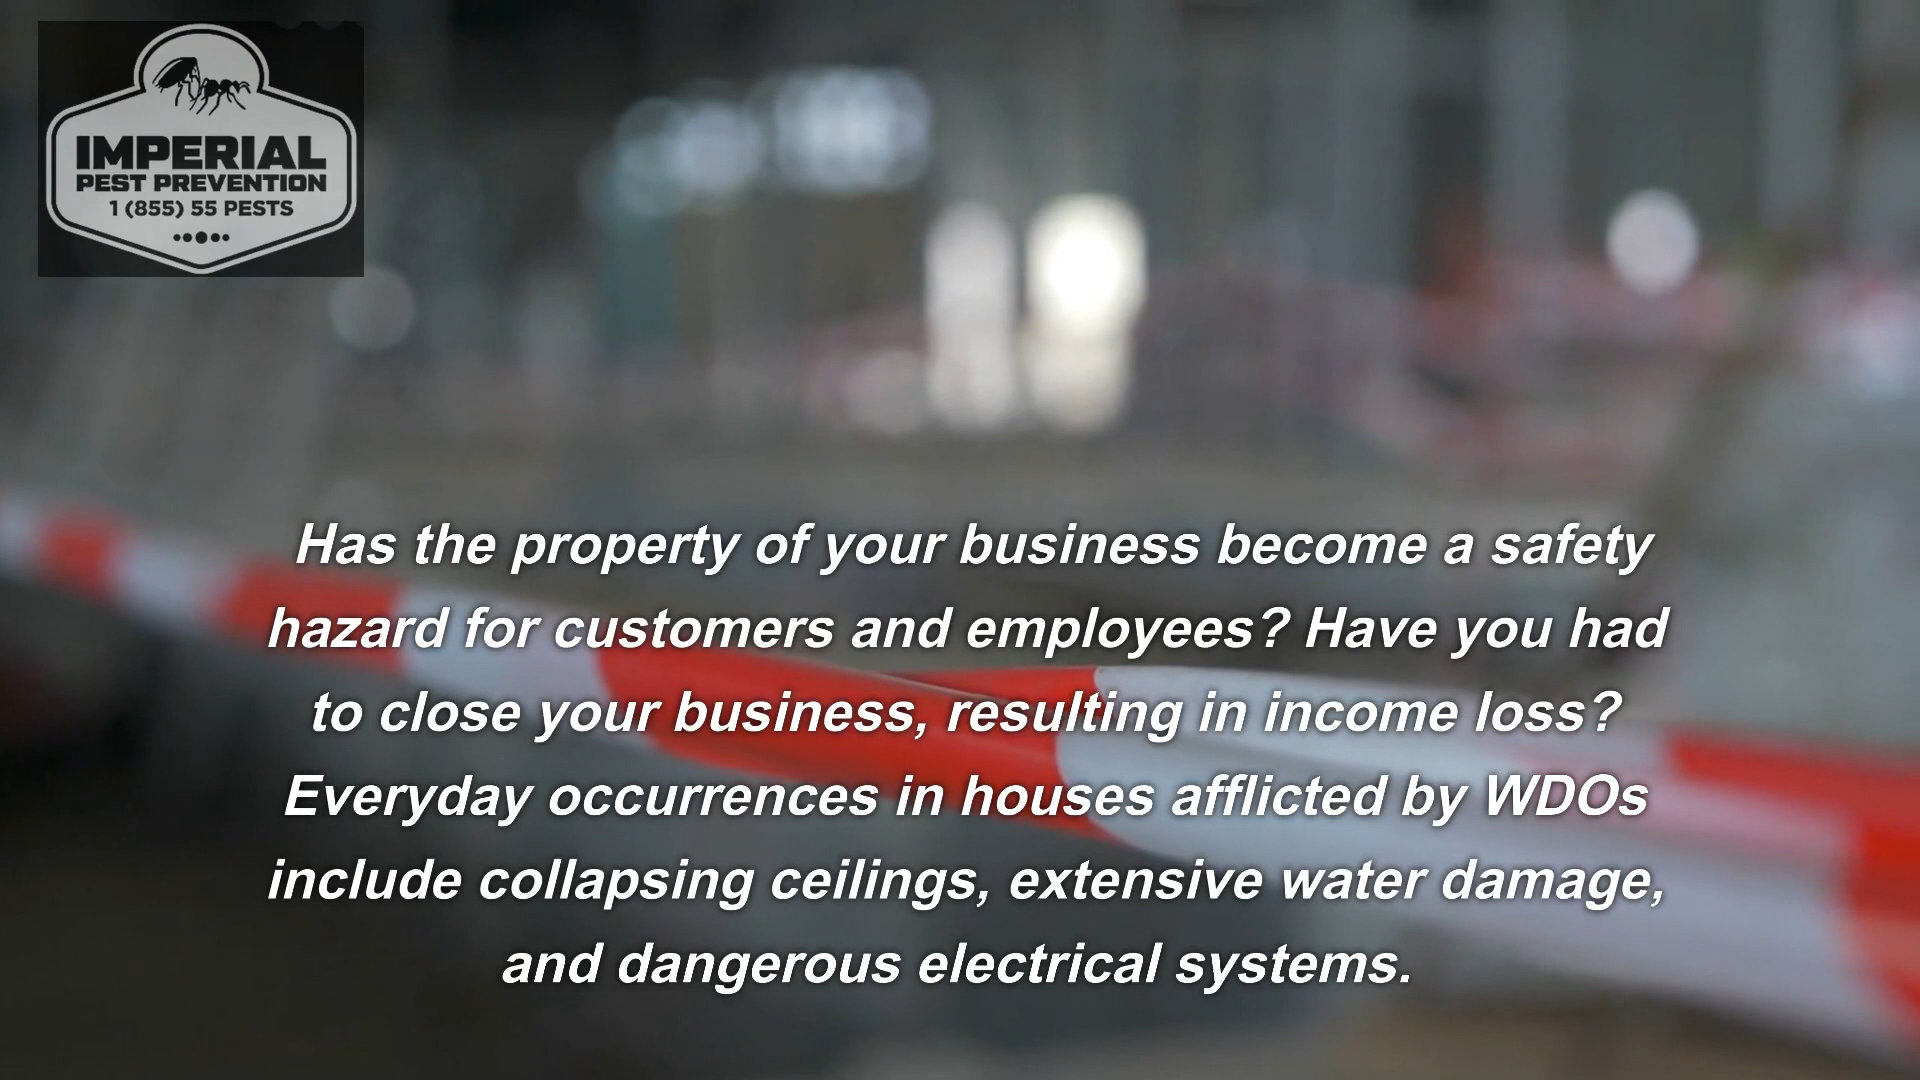 IMPERIAL
PEST PREVENTION
1 (855) 55 PESTS
Has the property of your business become a safety
hazard for customers and employees? Have you had
to close your business, resulting in income loss?
Everyday occurrences in houses afflicted by WDOs
include collapsing ceilings, extensive water damage,
and dangerous electrical systems.